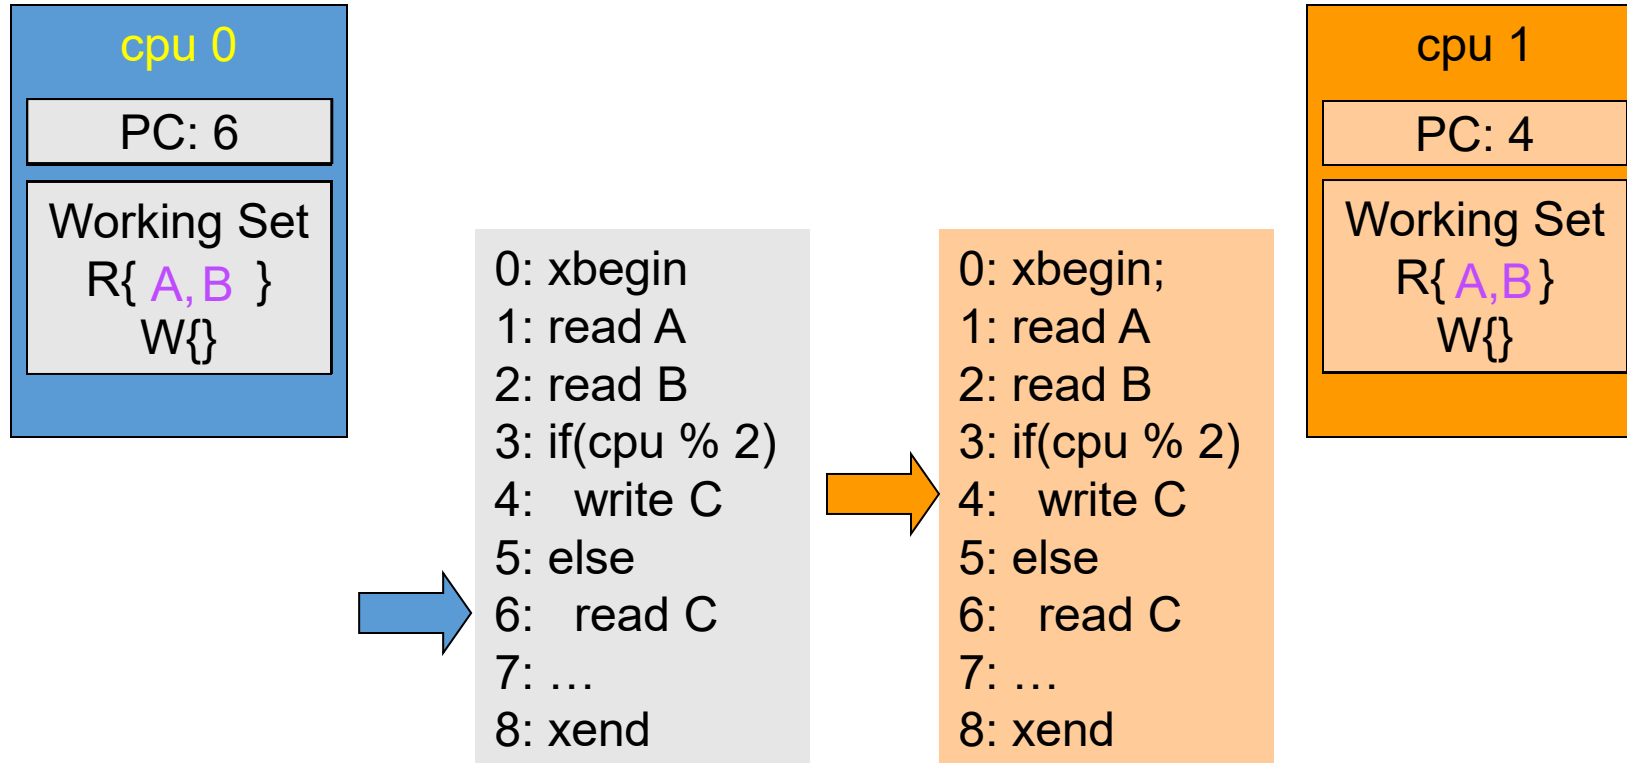 cpu 0
PC: 6
Working Set
R{ A,B }
W{}
0: xbegin
1: read A
2: read B
3: if(cpu % 2)
4: write C
5: else
6: read C
7: …
8: xend
0: xbegin;
1: read A
2: read B
3: if(cpu % 2)
4: write C
5: else
6: read C
7: …
8: xend
cpu 1
PC: 4
Working Set
R{ A,B }
W{}